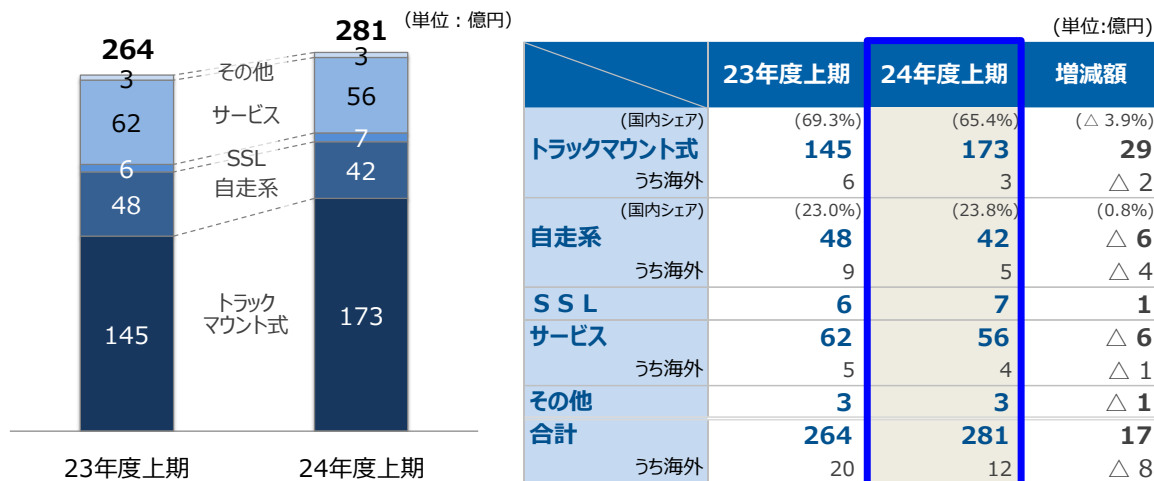 (単位：億円)
264
281
3
3
その他
62
56
サービス
6
7
SSL
48
42
自走系
145
173
トラック
マウント式
23年度上期
24年度上期
(単位:億円)
23年度上期 24年度上期 増減額
(国内シェア) (69.3%) (65.4%) (△ 3.9%)
トラックマウント式 145 173 29
うち海外 6 3 △ 2
(国内シェア) (23.0%) (23.8%) (0.8%)
自走系 48 42 △ 6
うち海外 9 5 △ 4
ＳＳＬ 6 7 1
サービス 62 56 △ 6
うち海外 5 4 △ 1
その他 3 3 △ 1
合計 264 281 17
うち海外 20 12 △ 8